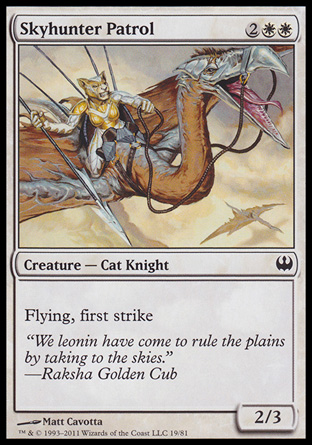 Skyhunter Patrol 2
Creature — Cat Knight
Flying, first strike
"We leonin have come to rule the plains
by taking to the skies."
—Raksha Golden Cub
Matt Cavotta
™ & © 1993–2011 Wizards of the Coast LLC 19/81
2/3